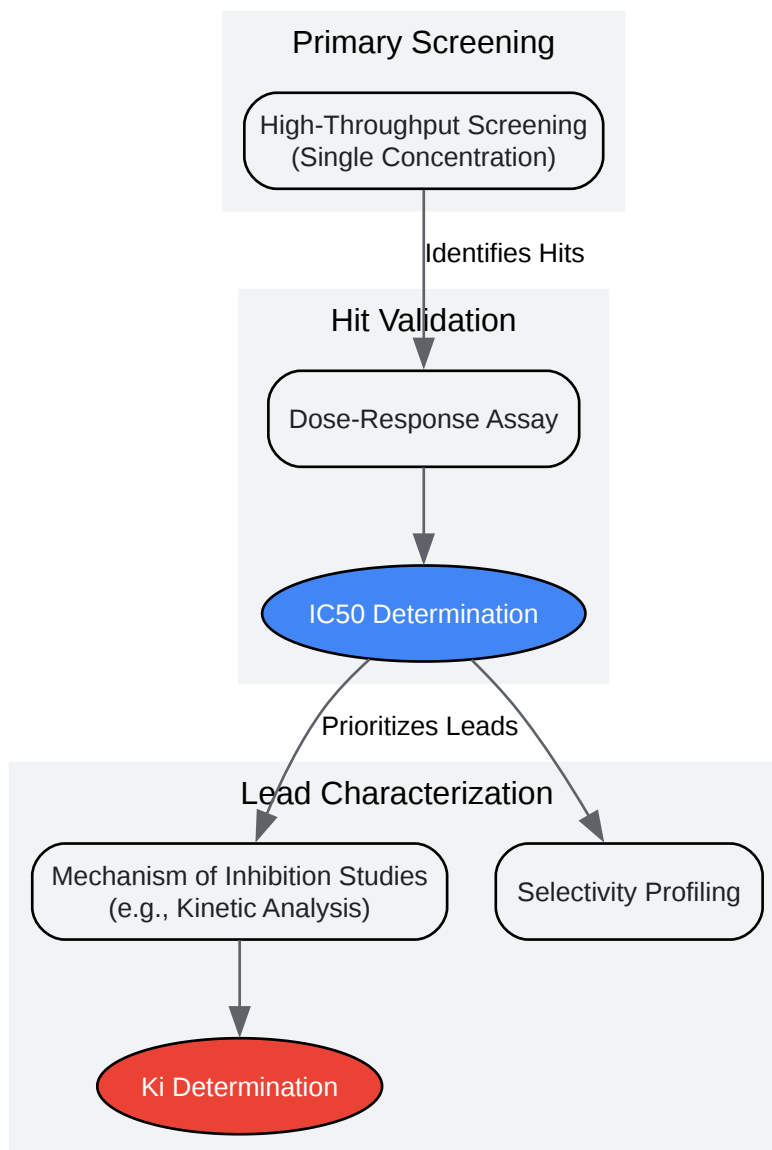 Primary Screening
High-Throughput Screening
(Single Concentration)
Identifies Hits
Hit Validation
Dose-Response Assay
IC50 Determination
Prioritizes Leads
Lead Characterization
Mechanism of Inhibition Studies
(e.g., Kinetic Analysis)
Selectivity Profiling
Ki Determination